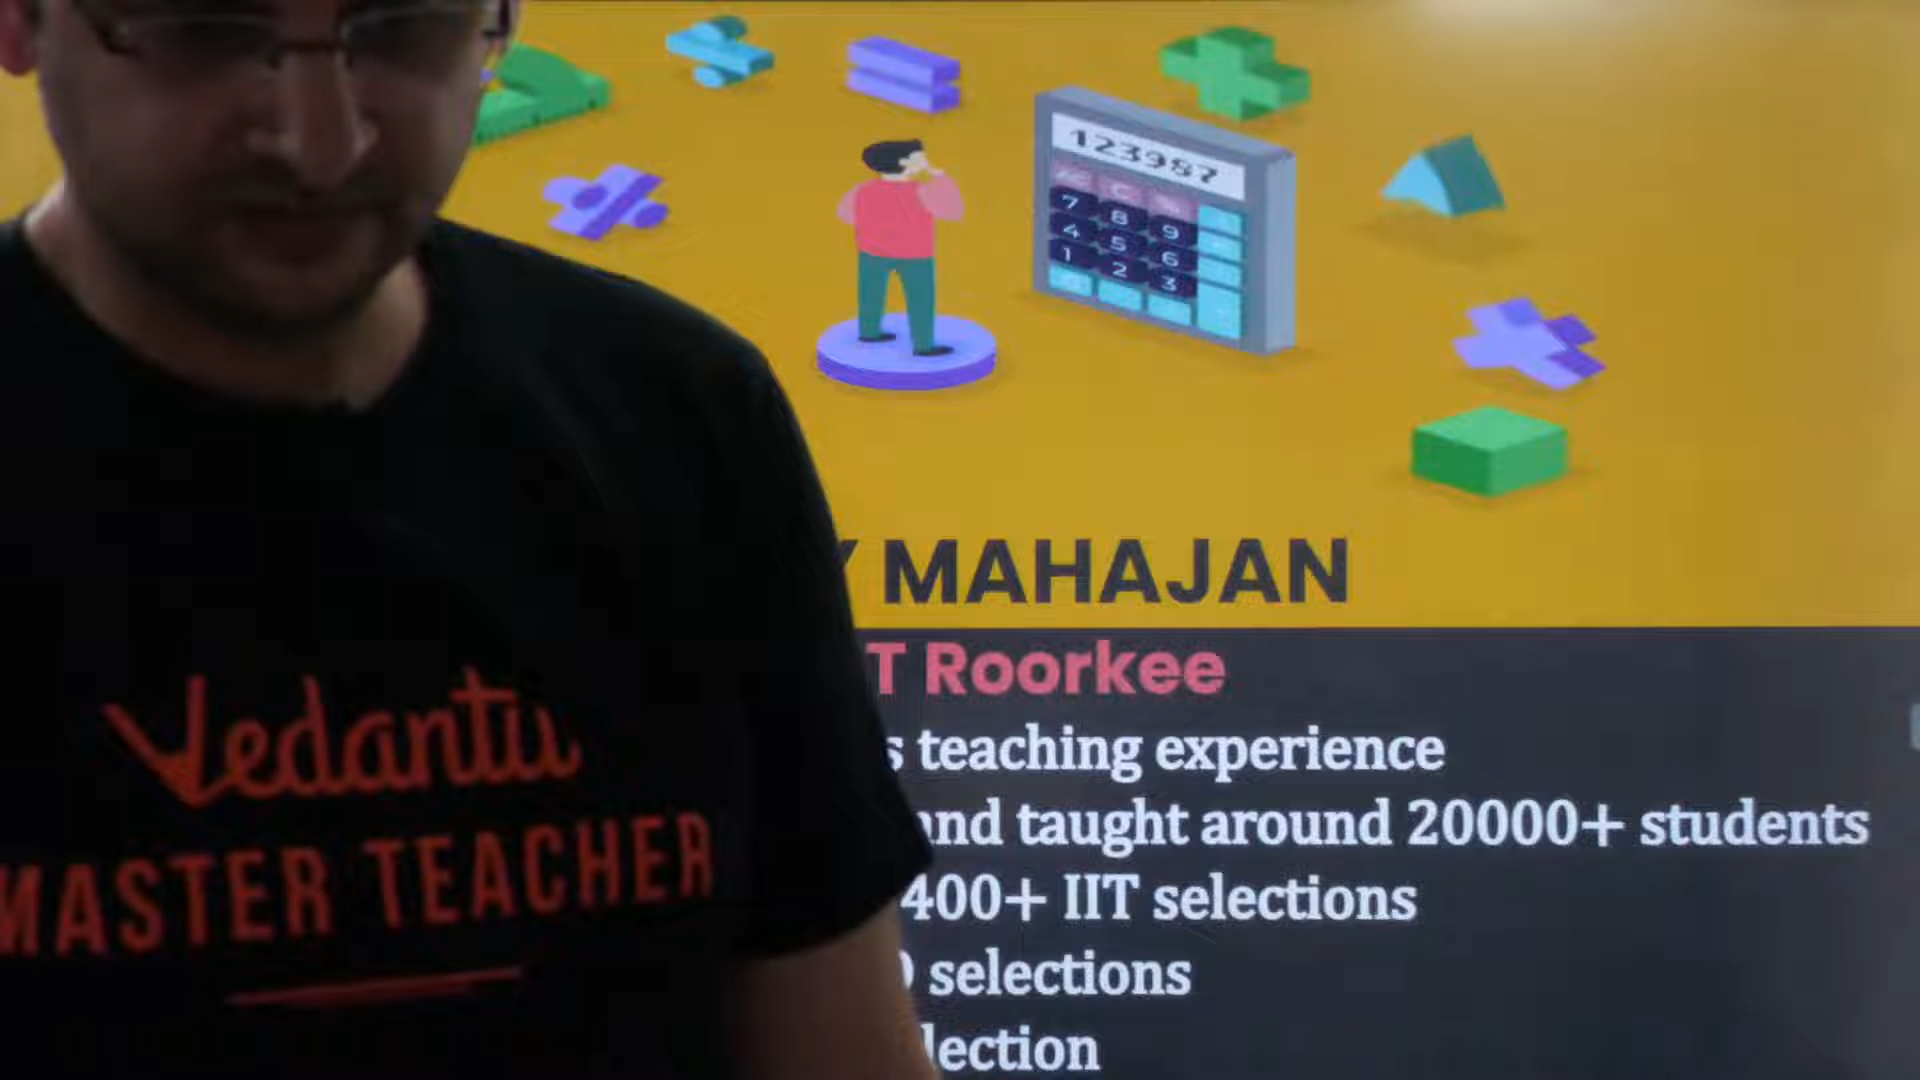 123987
7 8 9
4 5 6
1 2 3
MAHAJAN
T Roorkee
s teaching experience
and taught around 20000+ students
400+ IIT selections
selections
lection
Vedantu
MASTER TEACHER